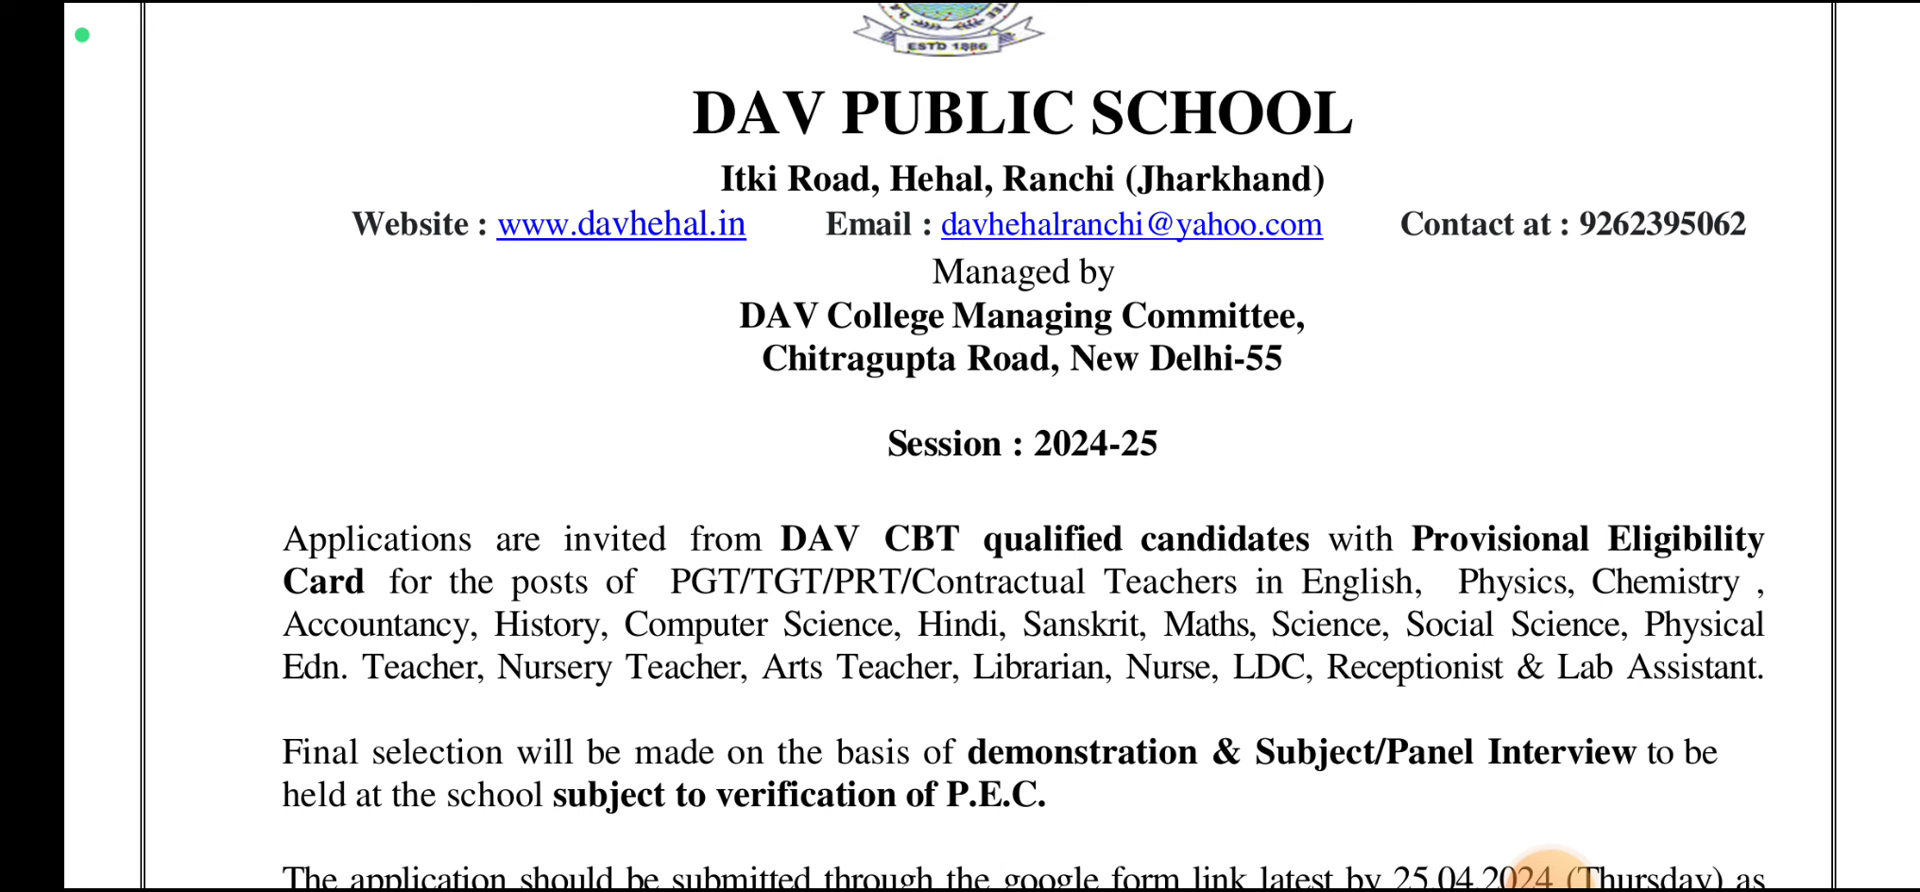 ESTD 1886
DAV PUBLIC SCHOOL
Itki Road, Hehal, Ranchi (Jharkhand)
Website : www.davhehal.in Email : davhehalranchi@yahoo.com Contact at : 9262395062
Managed by
DAV College Managing Committee,
Chitragupta Road, New Delhi-55
Session : 2024-25
Applications are invited from DAV CBT qualified candidates with Provisional Eligibility
Card for the posts of PGT/TGT/PRT/Contractual Teachers in English, Physics, Chemistry ,
Accountancy, History, Computer Science, Hindi, Sanskrit, Maths, Science, Social Science, Physical
Edn. Teacher, Nursery Teacher, Arts Teacher, Librarian, Nurse, LDC, Receptionist & Lab Assistant.
Final selection will be made on the basis of demonstration & Subject/Panel Interview to be
held at the school subject to verification of P.E.C.
The application should be submitted through the google form link latest by 25.04.2024 (Thursday) as